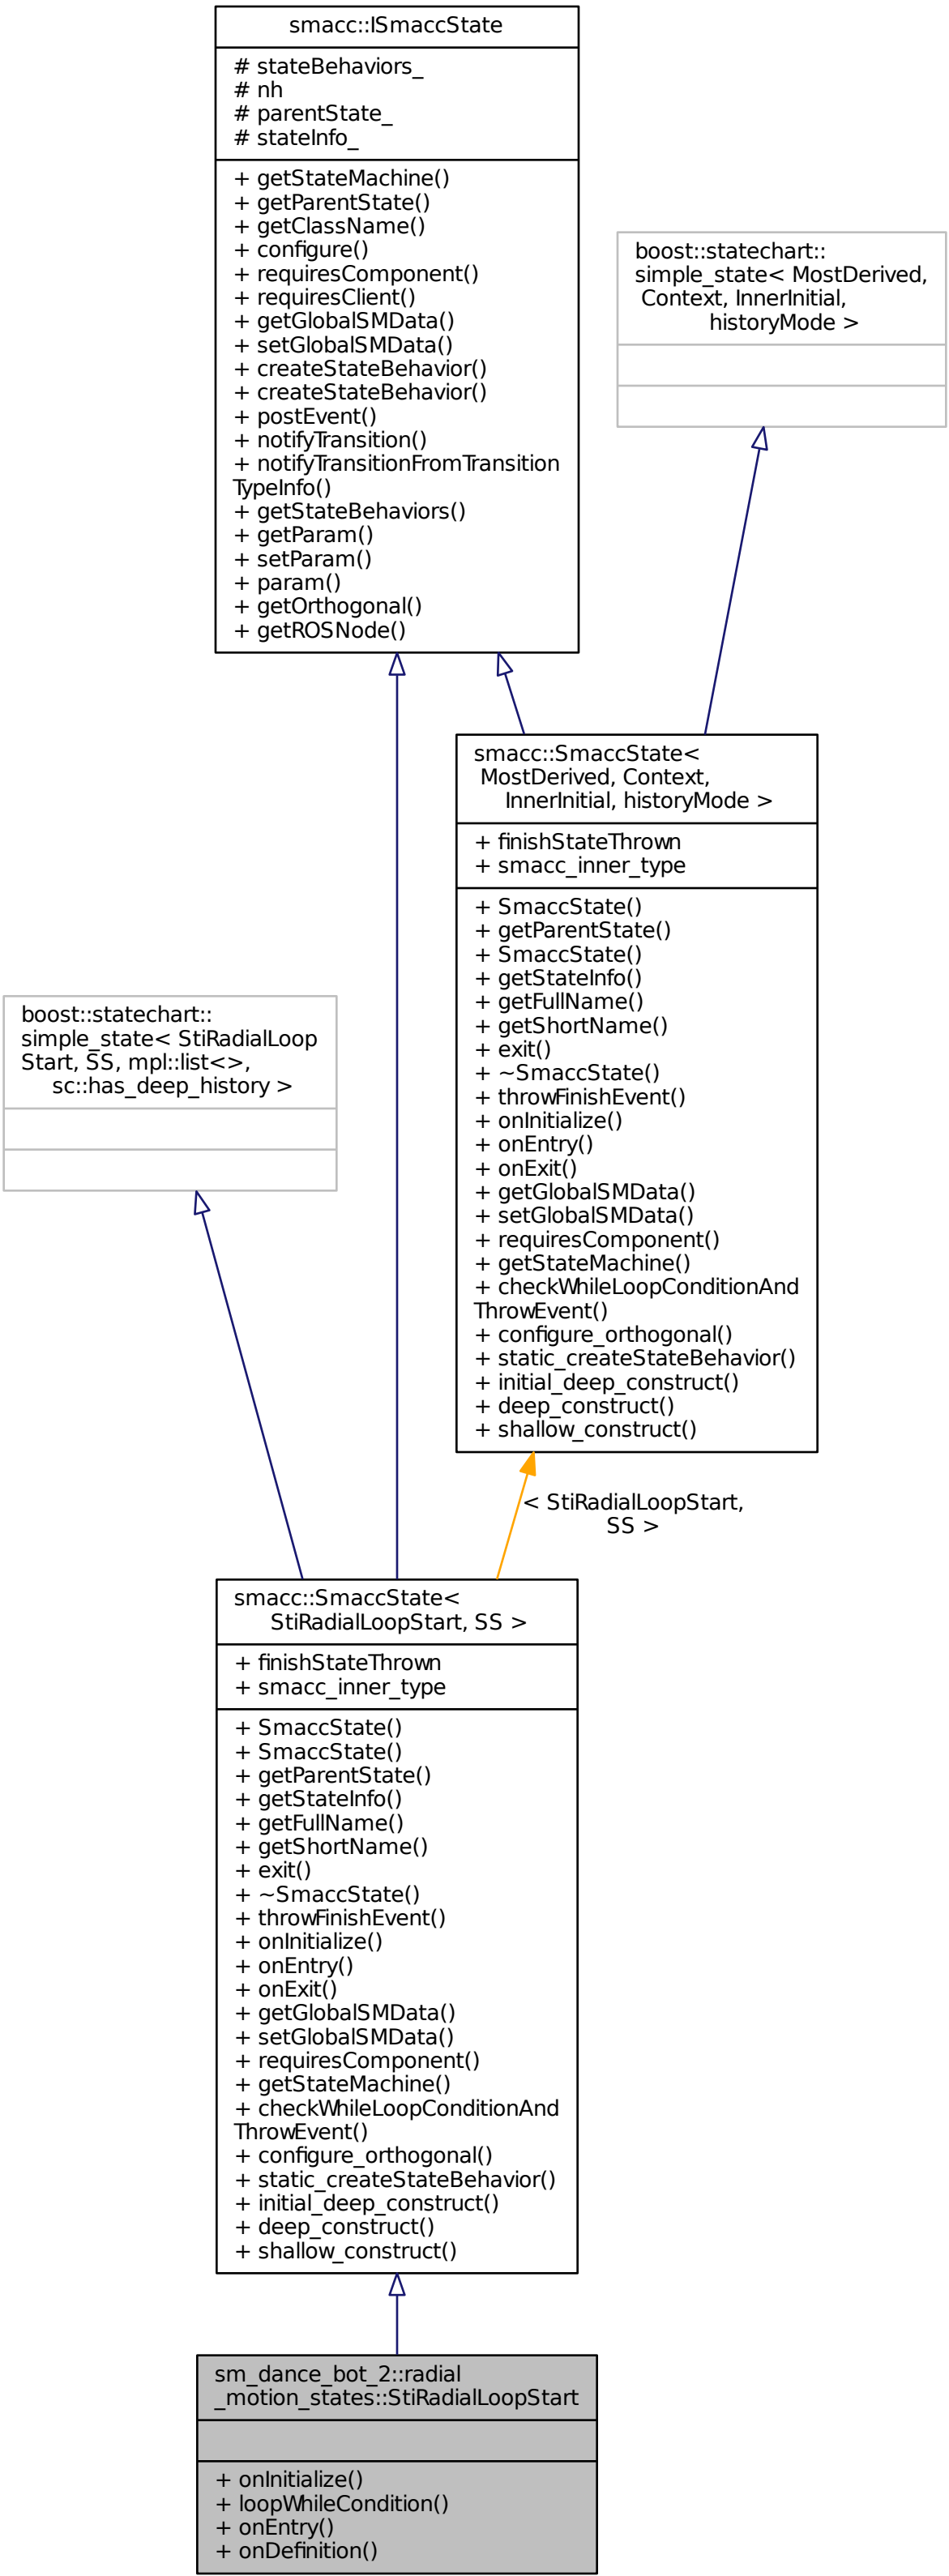 smacc::ISmaccState
# stateBehaviors_
# nh
# parentState_
# stateInfo_
+ getStateMachine()
+ getParentState()
+ getClassName()
+ configure()
+ requiresComponent()
+ requiresClient()
+ getGlobalSMData()
+ setGlobalSMData()
+ createStateBehavior()
+ createStateBehavior()
+ postEvent()
+ notifyTransition()
+ notifyTransitionFromTransition
TypeInfo()
+ getStateBehaviors()
+ getParam()
+ setParam()
+ param()
+ getOrthogonal()
+ getROSNode()
boost::statechart::
simple_state< MostDerived,
Context, InnerInitial,
historyMode >
smacc::SmaccState<
MostDerived, Context,
InnerInitial, historyMode >
+ finishStateThrown
+ smacc_inner_type
+ SmaccState()
+ getParentState()
+ SmaccState()
+ getStateInfo()
+ getFullName()
+ getShortName()
+ exit()
+ ~SmaccState()
+ throwFinishEvent()
+ onInitialize()
+ onEntry()
+ onExit()
+ getGlobalSMData()
+ setGlobalSMData()
+ requiresComponent()
+ getStateMachine()
+ checkWhileLoopConditionAnd
ThrowEvent()
+ configure_orthogonal()
+ static_createStateBehavior()
+ initial_deep_construct()
+ deep_construct()
+ shallow_construct()
boost::statechart::
simple_state< StiRadialLoop
Start, SS, mpl::list<>,
sc::has_deep_history >
< StiRadialLoopStart,
SS >
smacc::SmaccState<
StiRadialLoopStart, SS >
+ finishStateThrown
+ smacc_inner_type
+ SmaccState()
+ SmaccState()
+ getParentState()
+ getStateInfo()
+ getFullName()
+ getShortName()
+ exit()
+ ~SmaccState()
+ throwFinishEvent()
+ onInitialize()
+ onEntry()
+ onExit()
+ getGlobalSMData()
+ setGlobalSMData()
+ requiresComponent()
+ getStateMachine()
+ checkWhileLoopConditionAnd
ThrowEvent()
+ configure_orthogonal()
+ static_createStateBehavior()
+ initial_deep_construct()
+ deep_construct()
+ shallow_construct()
sm_dance_bot_2::radial
_motion_states::StiRadialLoopStart
+ onInitialize()
+ loopWhileCondition()
+ onEntry()
+ onDefinition()